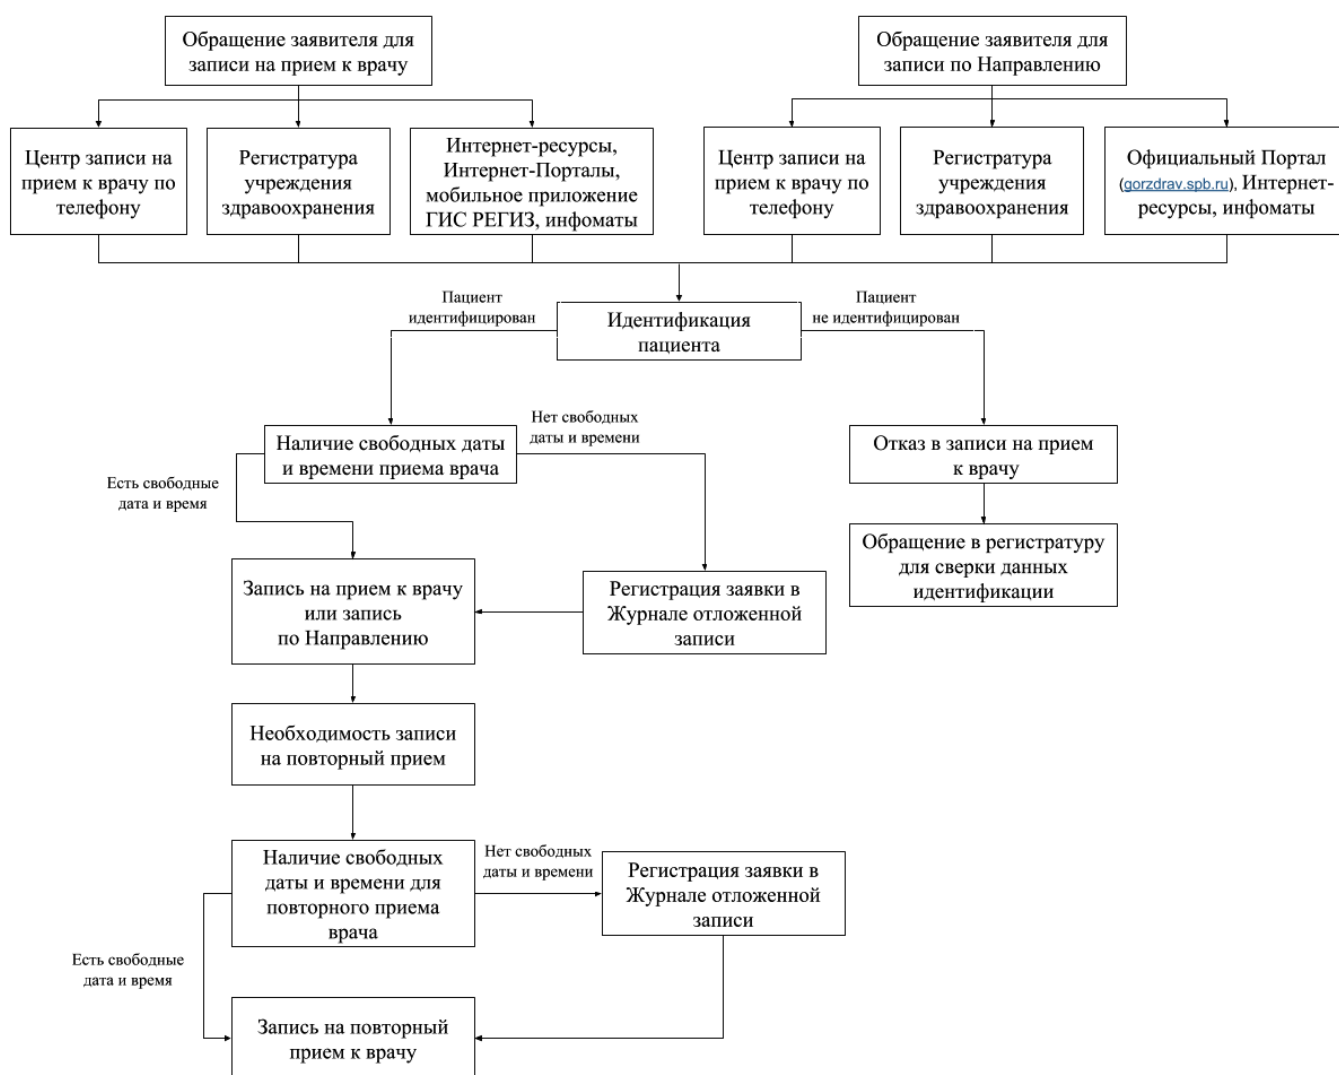 Обращение заявителя для
записи на прием к врачу
Обращение заявителя для
записи по Направлению
Центр записи на
прием к врачу по
телефону
Регистратура
учреждения
здравоохранения
Интернет-ресурсы,
Интернет-Порталы,
мобильное приложение
ГИС РЕГИЗ, инфоматы
Центр записи на
прием к врачу по
телефону
Регистратура
учреждения
здравоохранения
Официальный Портал
(gorzdrav.spb.ru), Интернет-
ресурсы, инфоматы
Пациент
идентифицирован
Идентификация
пациента
Пациент
не идентифицирован
Наличие свободных даты
и времени приема врача
Нет свободных
даты и времени
Отказ в записи на прием
к врачу
Есть свободные
дата и время
Обращение в регистратуру
для сверки данных
идентификации
Запись на прием к врачу
или запись
по Направлению
Регистрация заявки в
Журнале отложенной
записи
Необходимость записи
на повторный прием
Наличие свободных
даты и времени для
повторного приема
врача
Нет свободных
даты и времени
Регистрация заявки в
Журнале отложенной
записи
Есть свободные
дата и время
Запись на повторный
прием к врачу